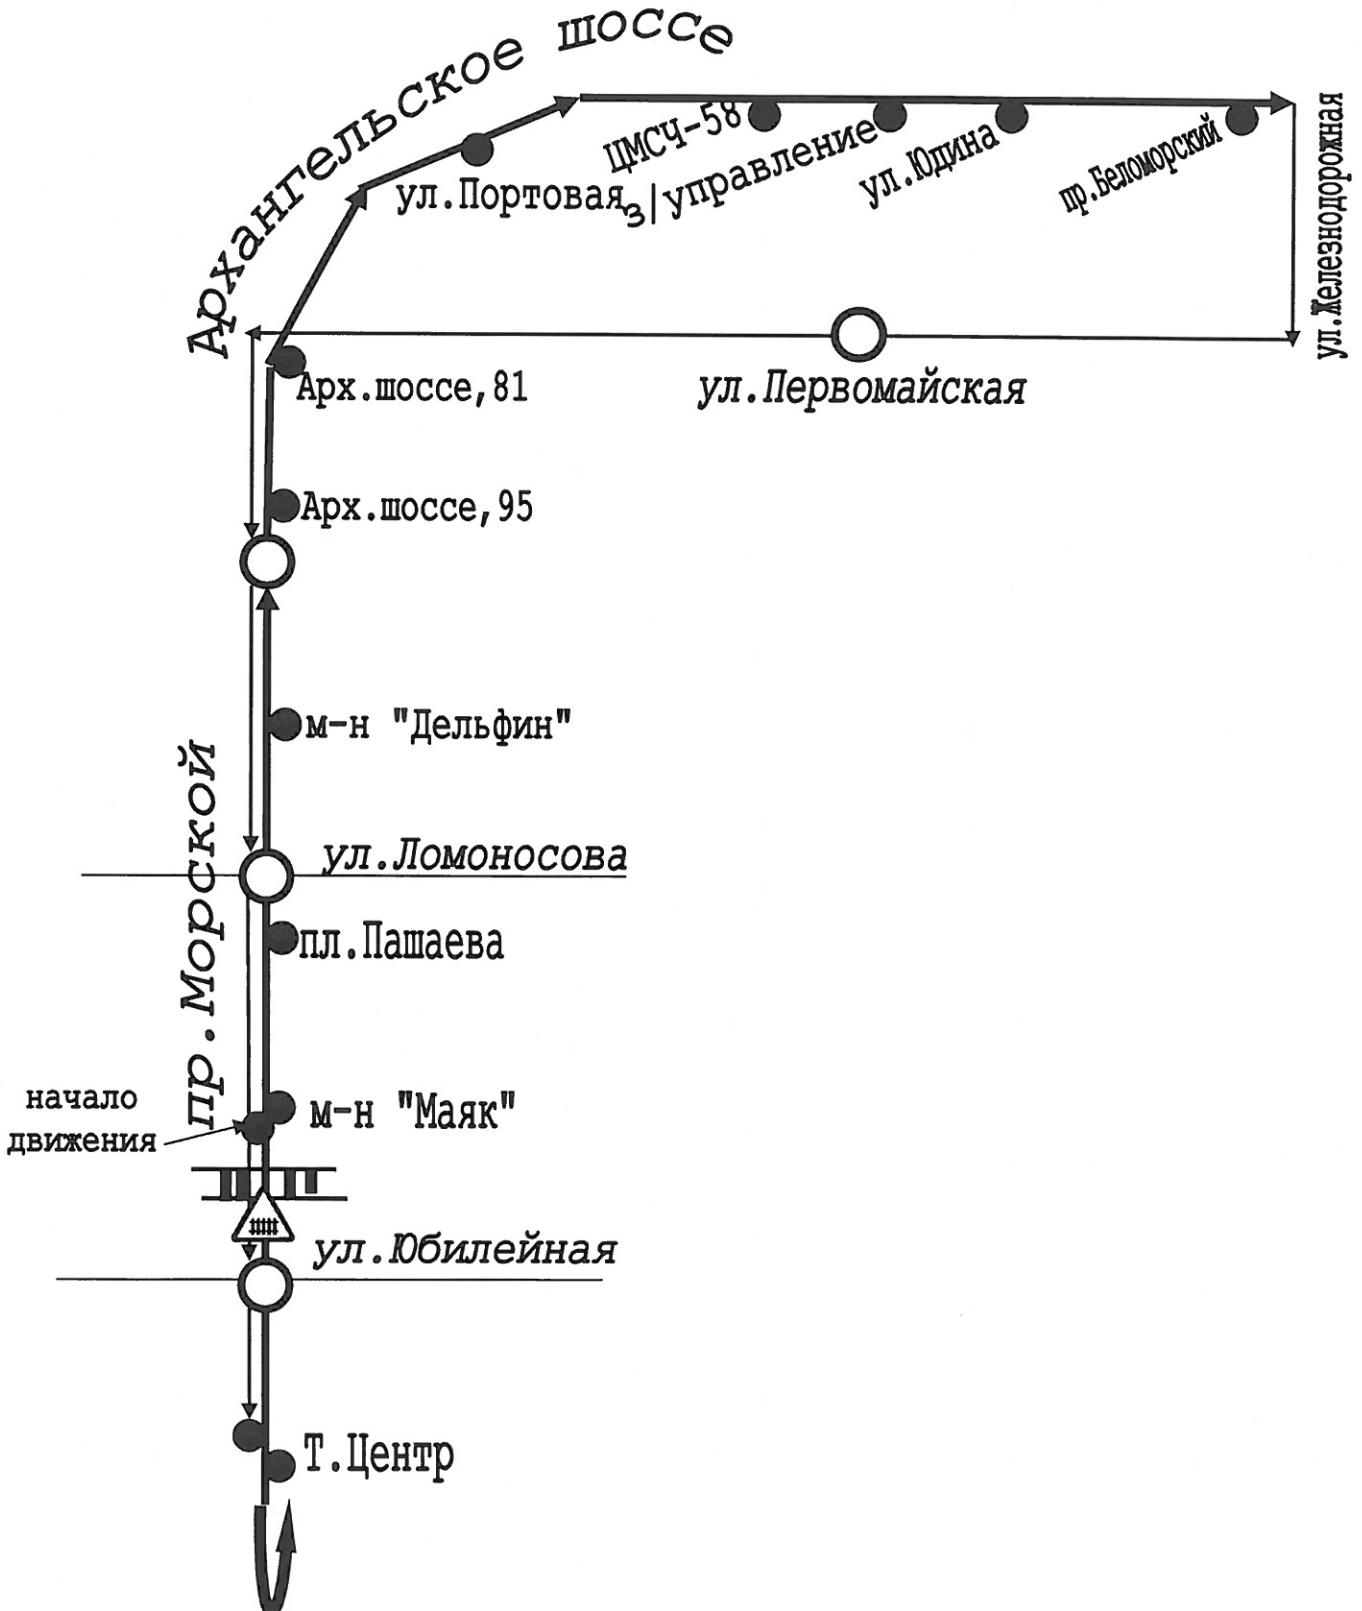 Архангельское шоссе
ЦМСЧ-58
з/управление
ул.Юдина
пр.Беломорский
ул.Железнодорожная
ул.Портовая
Арх.шоссе,81
ул.Первомайская
Арх.шоссе,95
м-н "Дельфин"
пр.Морской
ул.Ломоносова
пл.Пашаева
начало
движения
м-н "Маяк"
ул.Юбилейная
Т.Центр